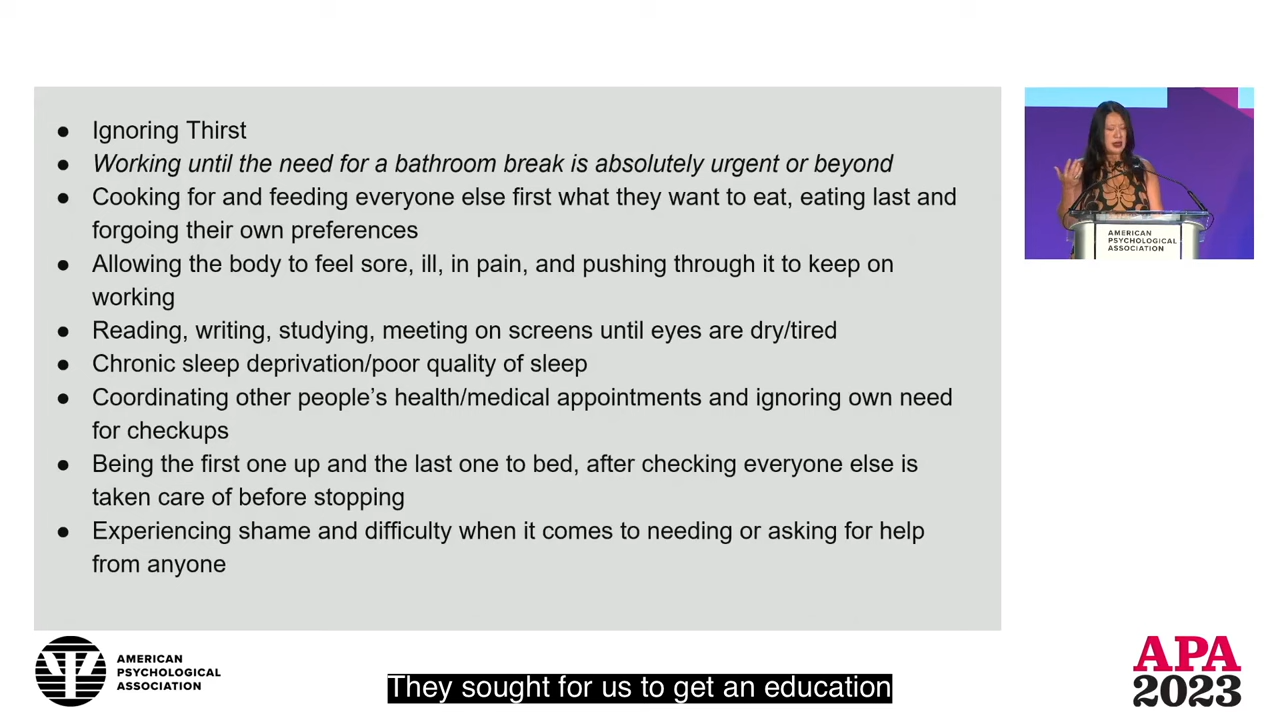 ● Ignoring Thirst
● Working until the need for a bathroom break is absolutely urgent or beyond
● Cooking for and feeding everyone else first what they want to eat, eating last and
forgoing their own preferences
● Allowing the body to feel sore, ill, in pain, and pushing through it to keep on
working
● Reading, writing, studying, meeting on screens until eyes are dry/tired
● Chronic sleep deprivation/poor quality of sleep
● Coordinating other people’s health/medical appointments and ignoring own need
for checkups
● Being the first one up and the last one to bed, after checking everyone else is
taken care of before stopping
● Experiencing shame and difficulty when it comes to needing or asking for help
from anyone
AMERICAN
PSYCHOLOGICAL
ASSOCIATION
AMERICAN
PSYCHOLOGICAL
ASSOCIATION
They sought for us to get an education
APA
2023